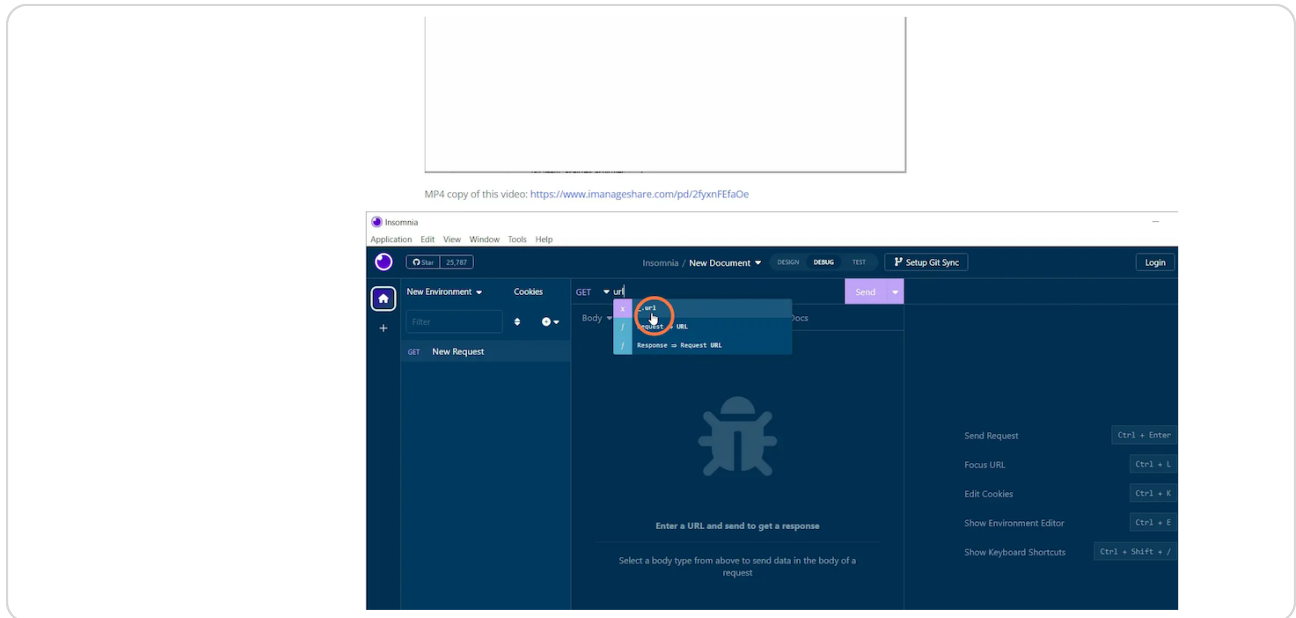 MP4 copy of this video: https://www.imanageshare.com/pd/2fyxnFEfaOe
Insomnia
Application Edit View Window Tools Help
Star 25,787
Insomnia / New Document
DESIGN DEBUG TEST
Setup Git Sync
Login
New Environment Cookies
GET url
Send
Filter
Body
Docs
x _.url
f Request ⇒ URL
f Response ⇒ Request URL
GET New Request
Send Request Ctrl + Enter
Focus URL Ctrl + L
Edit Cookies Ctrl + K
Show Environment Editor Ctrl + E
Show Keyboard Shortcuts Ctrl + Shift + /
Enter a URL and send to get a response
Select a body type from above to send data in the body of a
request